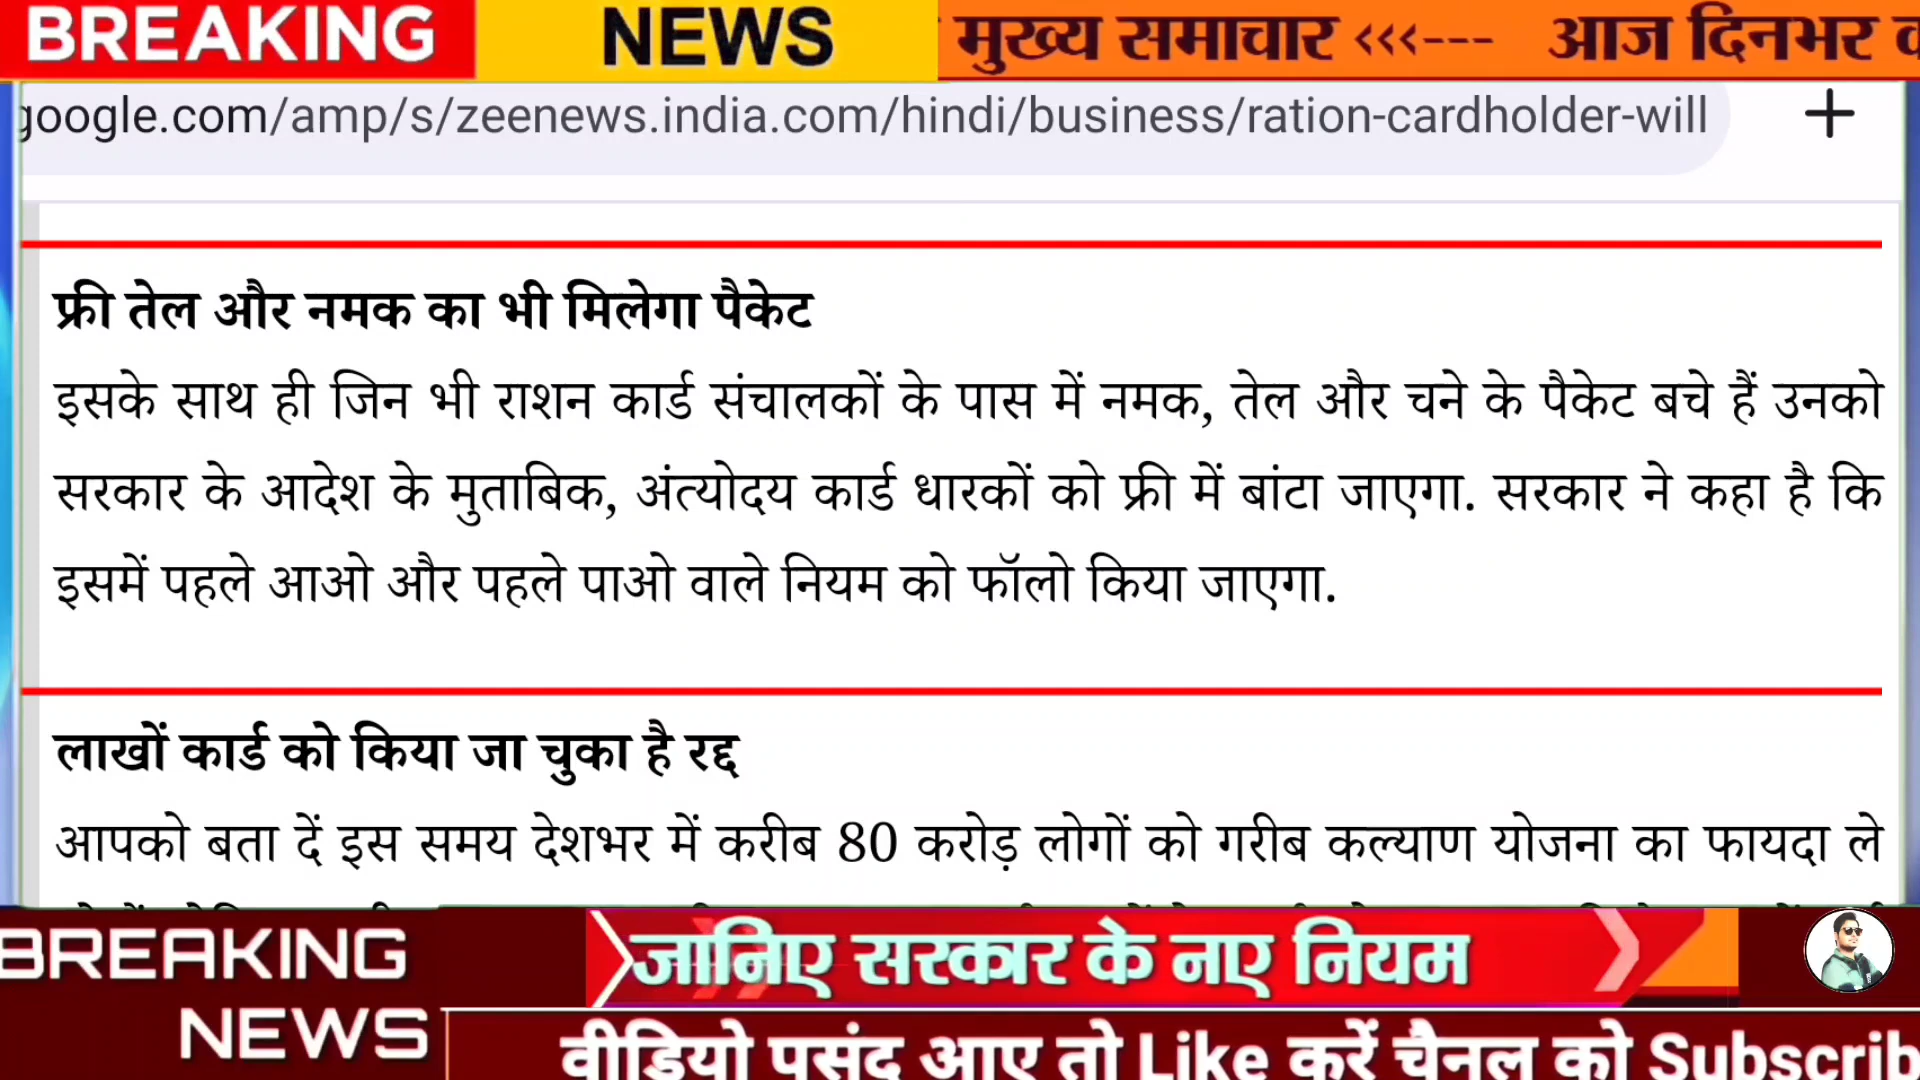 BREAKING NEWS मुख्य समाचार <<<--- आज दिनभर
google.com/amp/s/zeenews.india.com/hindi/business/ration-cardholder-will +
फ्री तेल और नमक का भी मिलेगा पैकेट
इसके साथ ही जिन भी राशन कार्ड संचालकों के पास में नमक, तेल और चने के पैकेट बचे हैं उनको
सरकार के आदेश के मुताबिक, अंत्योदय कार्ड धारकों को फ्री में बांटा जाएगा. सरकार ने कहा है कि
इसमें पहले आओ और पहले पाओ वाले नियम को फॉलो किया जाएगा.
लाखों कार्ड को किया जा चुका है रद्द
आपको बता दें इस समय देशभर में करीब 80 करोड़ लोगों को गरीब कल्याण योजना का फायदा ले
BREAKING
NEWS
जानिए सरकार के नए नियम
वीडियो पसंद आए तो Like करें चैनल को Subscrib